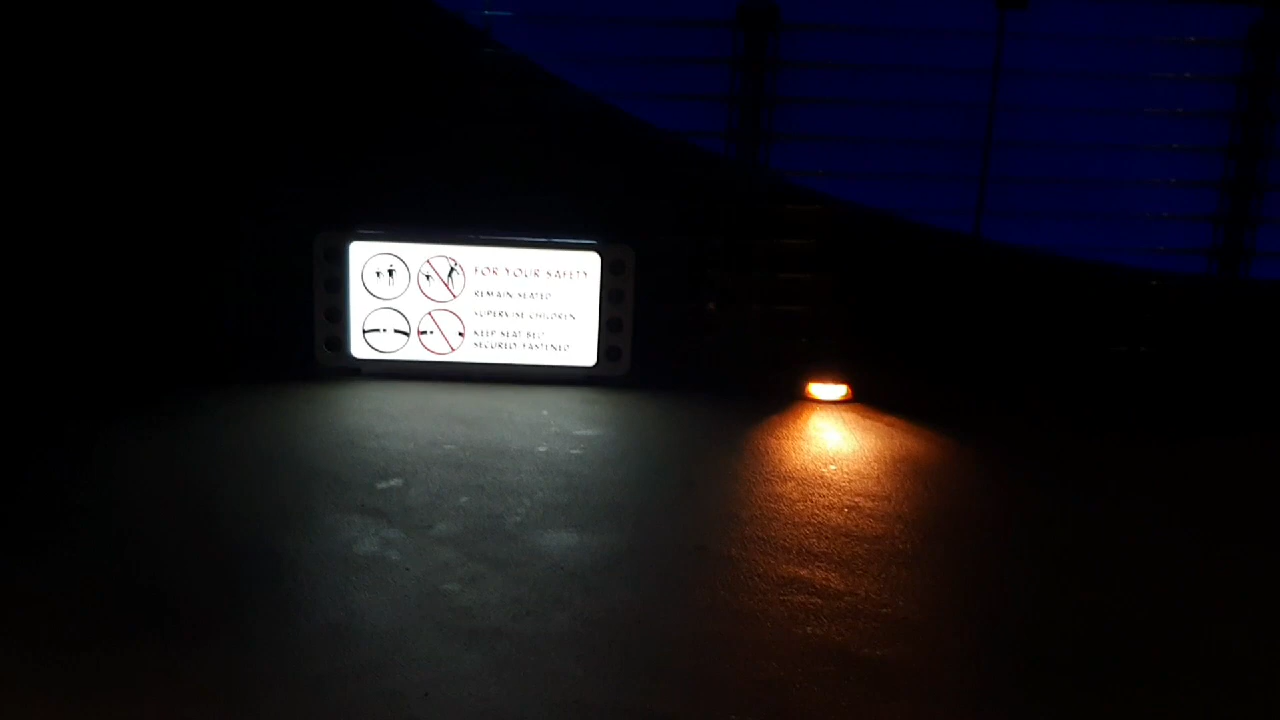 FOR YOUR SAFETY
REMAIN SEATED
SUPERVISE CHILDREN
KEEP SEAT BELT
SECURELY FASTENED